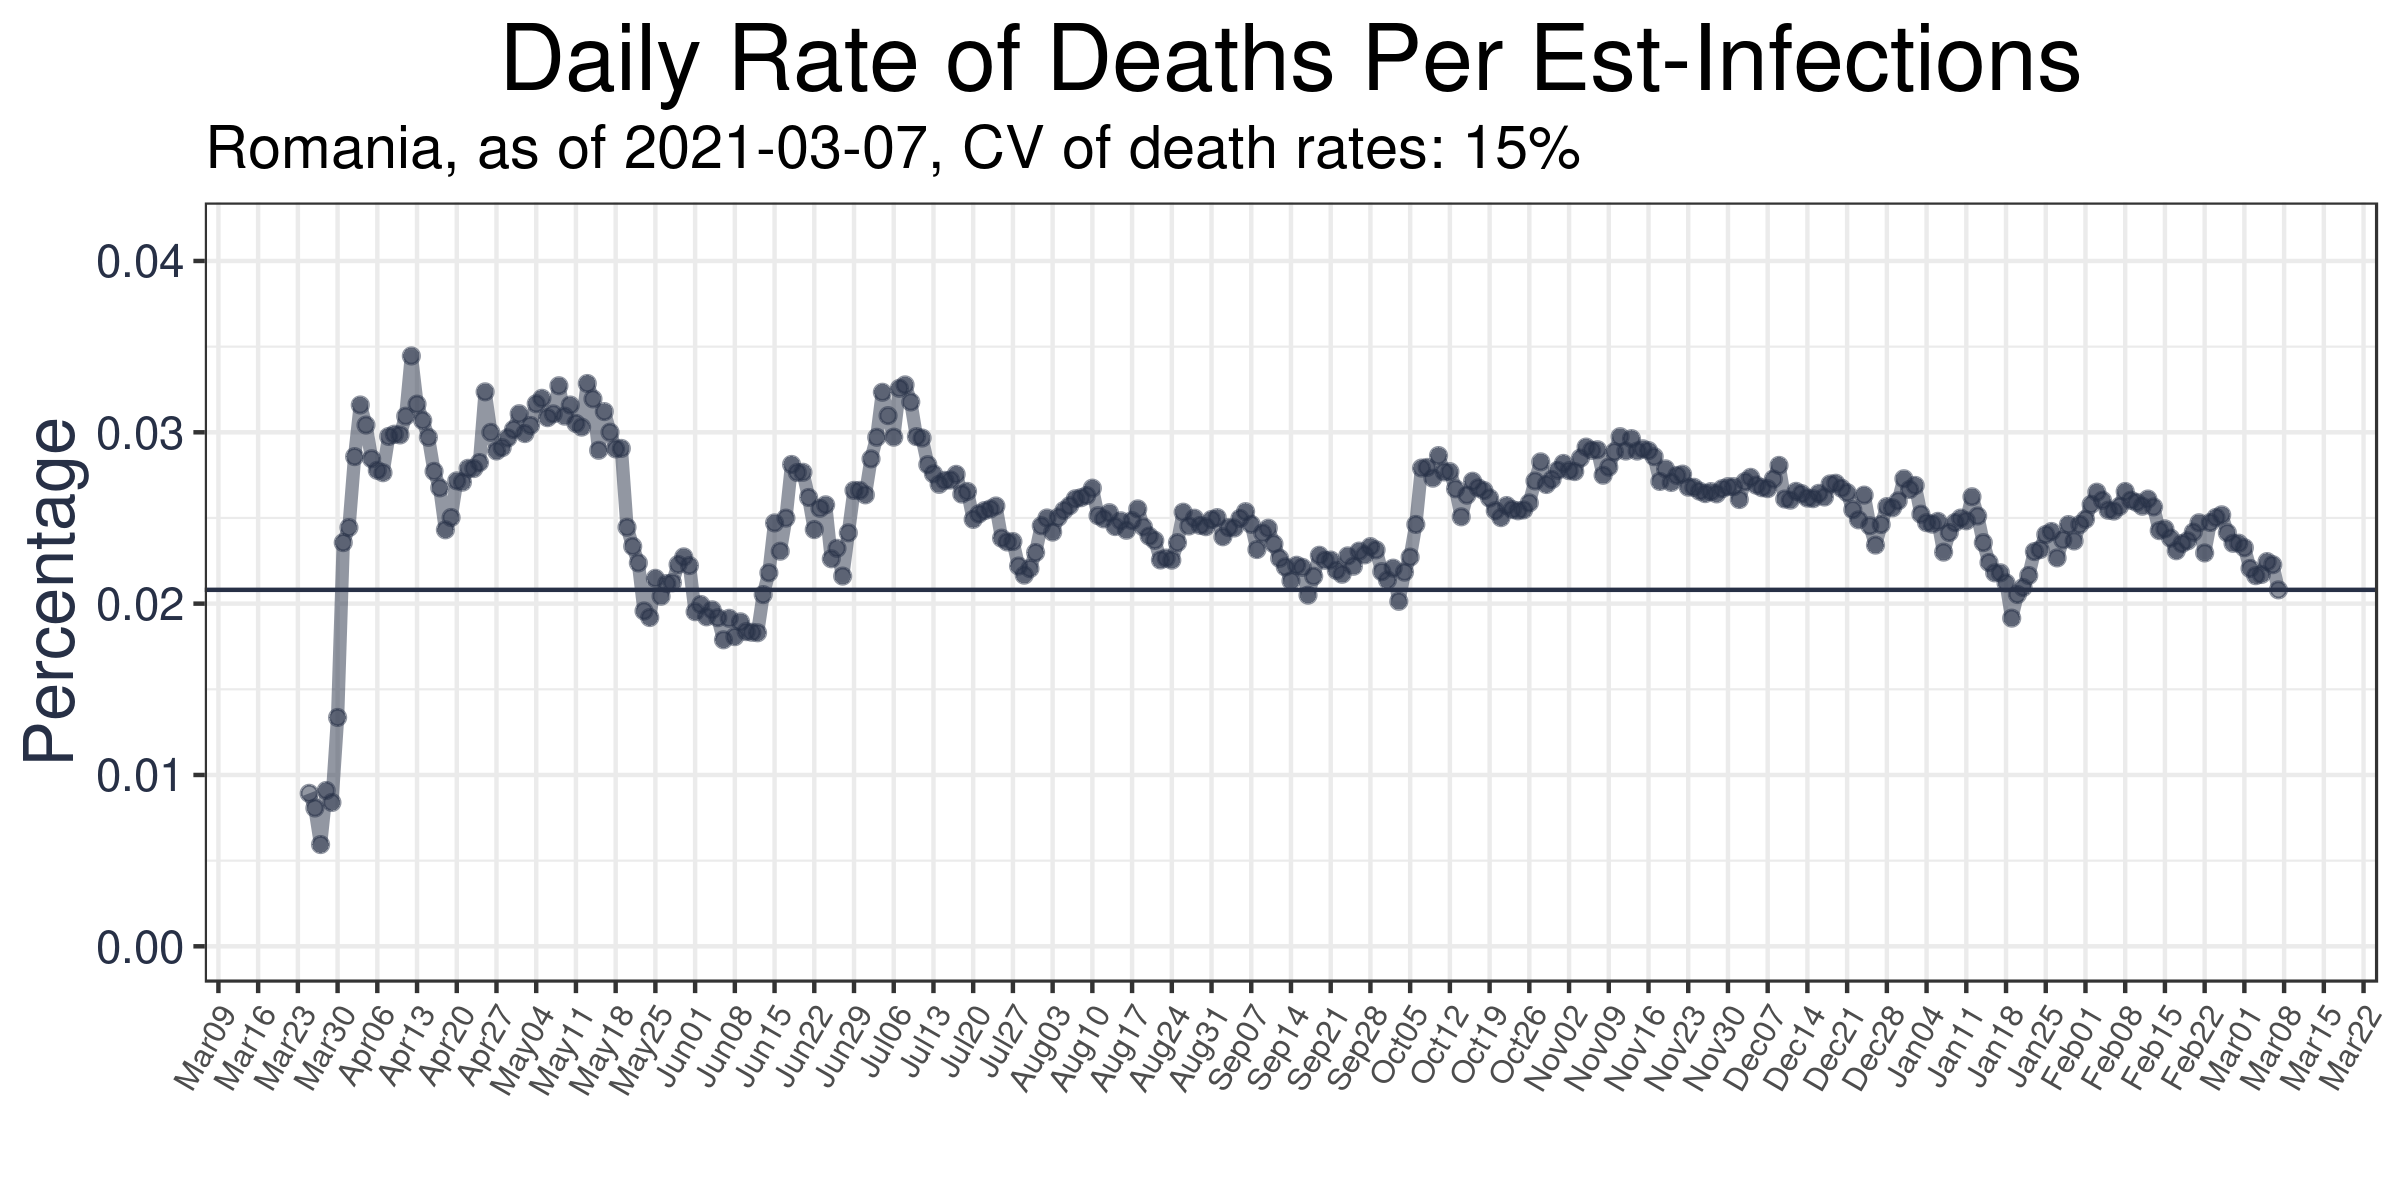 Daily Rate of Deaths Per Est-Infections
Romania, as of 2021-03-07, CV of death rates: 15%
Percentage
0.04
0.03
0.02
0.01
0.00
Mar09
Mar16
Mar23
Mar30
Apr06
Apr13
Apr20
Apr27
May04
May11
May18
May25
Jun01
Jun08
Jun15
Jun22
Jun29
Jul06
Jul13
Jul20
Jul27
Aug03
Aug10
Aug17
Aug24
Aug31
Sep07
Sep14
Sep21
Sep28
Oct05
Oct12
Oct19
Oct26
Nov02
Nov09
Nov16
Nov23
Nov30
Dec07
Dec14
Dec21
Dec28
Jan04
Jan11
Jan18
Jan25
Feb01
Feb08
Feb15
Feb22
Mar01
Mar08
Mar15
Mar22